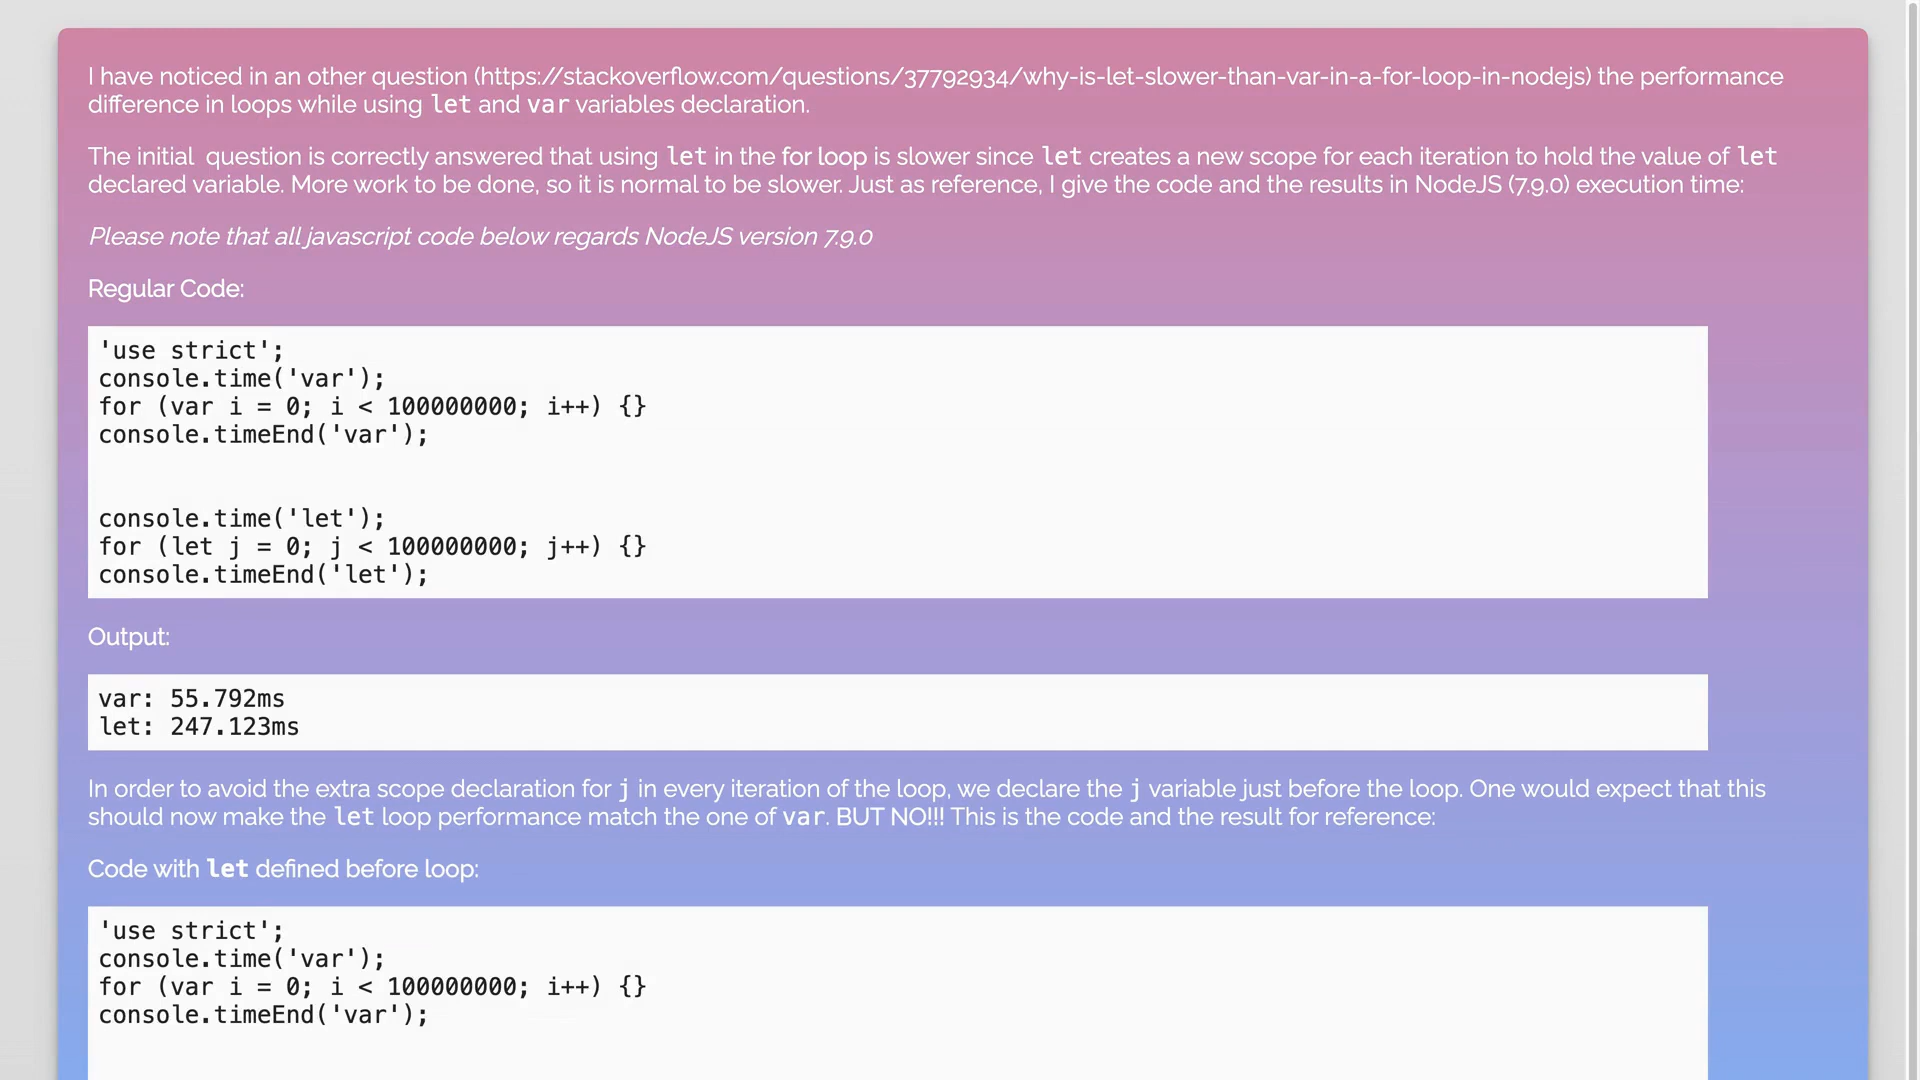 I have noticed in an other question (https://stackoverflow.com/questions/37792934/why-is-let-slower-than-var-in-a-for-loop-in-nodejs) the performance
difference in loops while using let and var variables declaration.
The initial  question is correctly answered that using let in the for loop is slower since let creates a new scope for each iteration to hold the value of let
declared variable. More work to be done, so it is normal to be slower. Just as reference, I give the code and the results in NodeJS (7.9.0) execution time:
Please note that all javascript code below regards NodeJS version 7.9.0
Regular Code:
'use strict';
console.time('var');
for (var i = 0; i < 100000000; i++) {}
console.timeEnd('var');
console.time('let');
for (let j = 0; j < 100000000; j++) {}
console.timeEnd('let');
Output:
var: 55.792ms
let: 247.123ms
In order to avoid the extra scope declaration for j in every iteration of the loop, we declare the j variable just before the loop. One would expect that this
should now make the let loop performance match the one of var. BUT NO!!! This is the code and the result for reference:
Code with let defined before loop:
'use strict';
console.time('var');
for (var i = 0; i < 100000000; i++) {}
console.timeEnd('var');